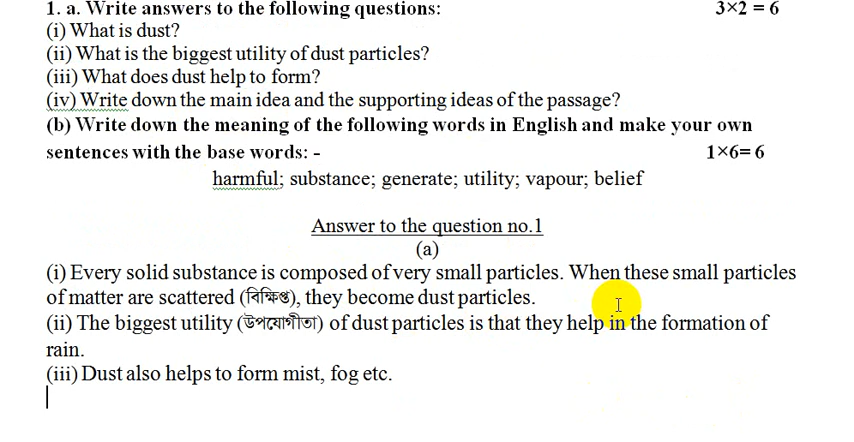 1. a. Write answers to the following questions: 3×2 = 6
(i) What is dust?
(ii) What is the biggest utility of dust particles?
(iii) What does dust help to form?
(iv) Write down the main idea and the supporting ideas of the passage?
(b) Write down the meaning of the following words in English and make your own
sentences with the base words: - 1×6= 6
harmful; substance; generate; utility; vapour; belief
Answer to the question no.1
(a)
(i) Every solid substance is composed of very small particles. When these small particles
of matter are scattered (বিক্ষিপ্ত), they become dust particles.
(ii) The biggest utility (উপযোগীতা) of dust particles is that they help in the formation of
rain.
(iii) Dust also helps to form mist, fog etc.